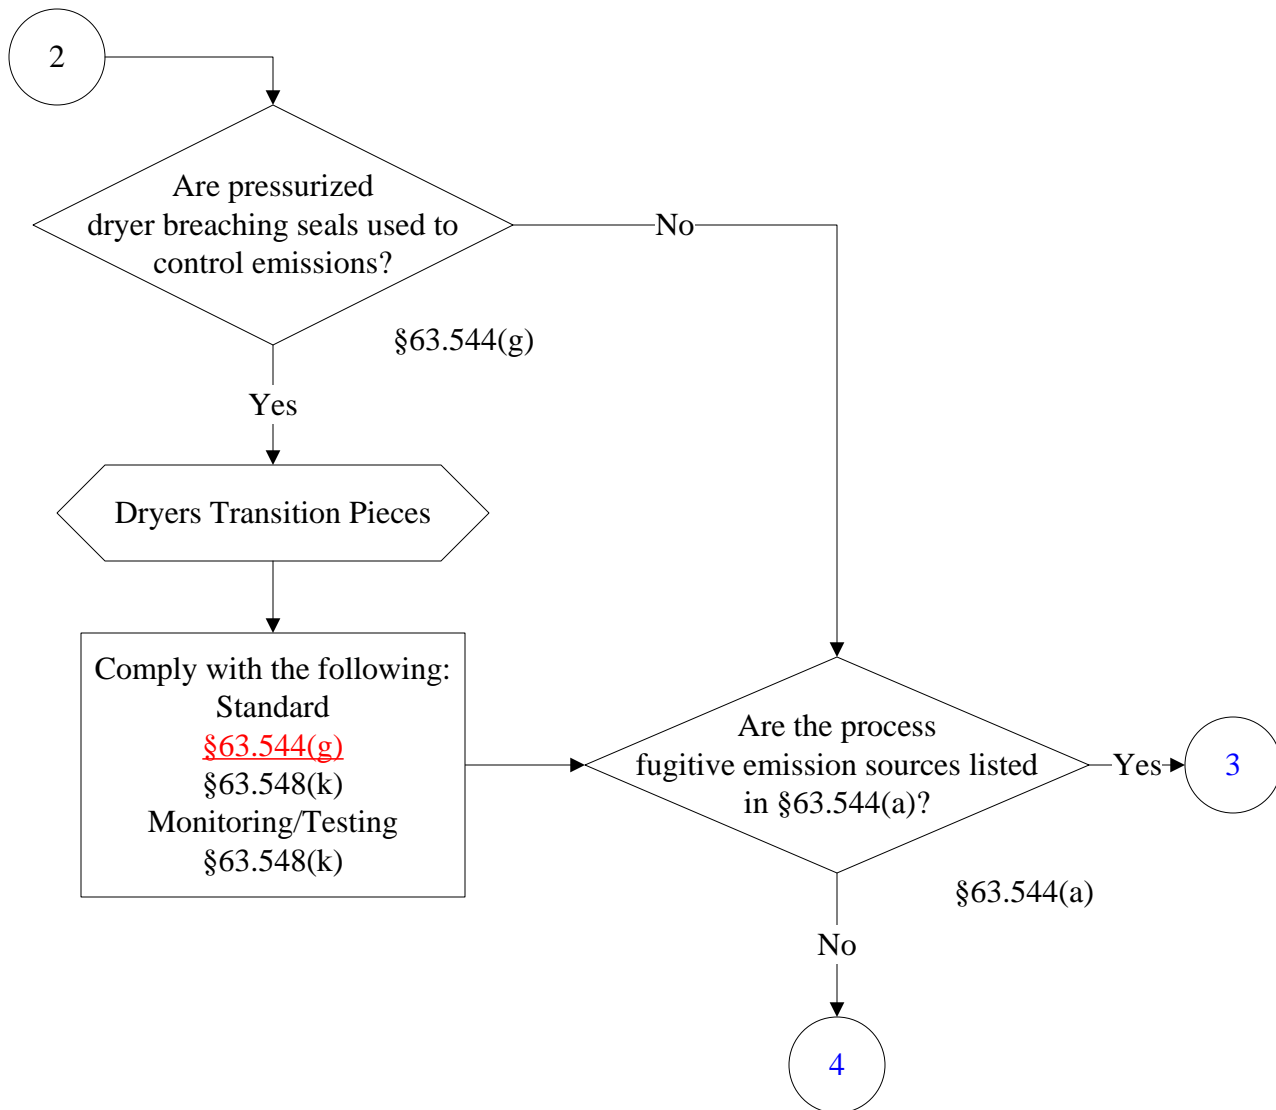 2
Are pressurized
dryer breaching seals used to
control emissions?
No
§63.544(g)
Yes
Dryers Transition Pieces
Comply with the following:
Standard
§63.544(g)
§63.548(k)
Monitoring/Testing
§63.548(k)
Are the process
fugitive emission sources listed
in §63.544(a)?
Yes
3
§63.544(a)
No
4